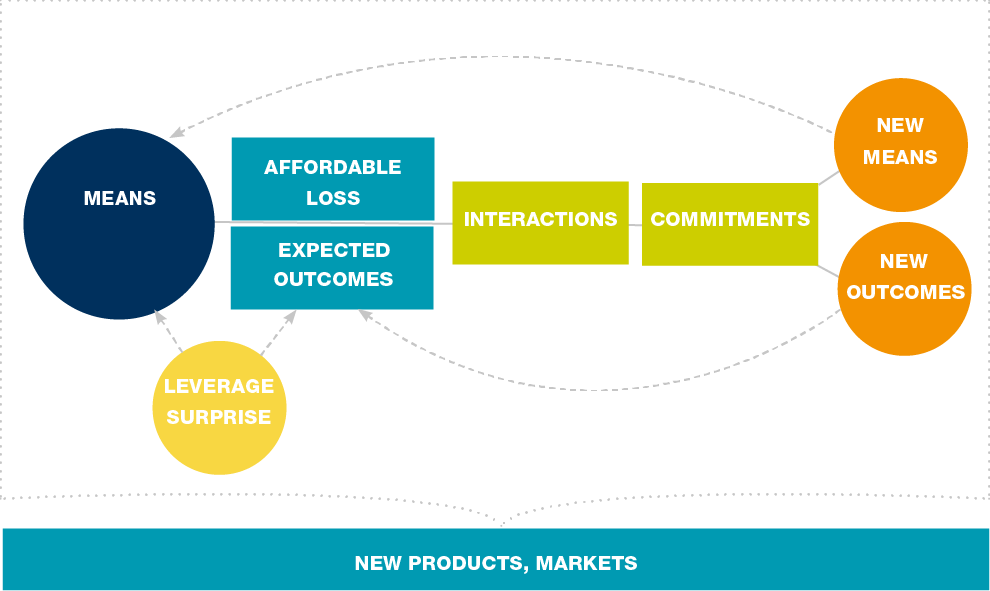 MEANS
AFFORDABLE
LOSS
EXPECTED
OUTCOMES
INTERACTIONS
COMMITMENTS
NEW
MEANS
NEW
OUTCOMES
LEVERAGE
SURPRISE
NEW PRODUCTS, MARKETS